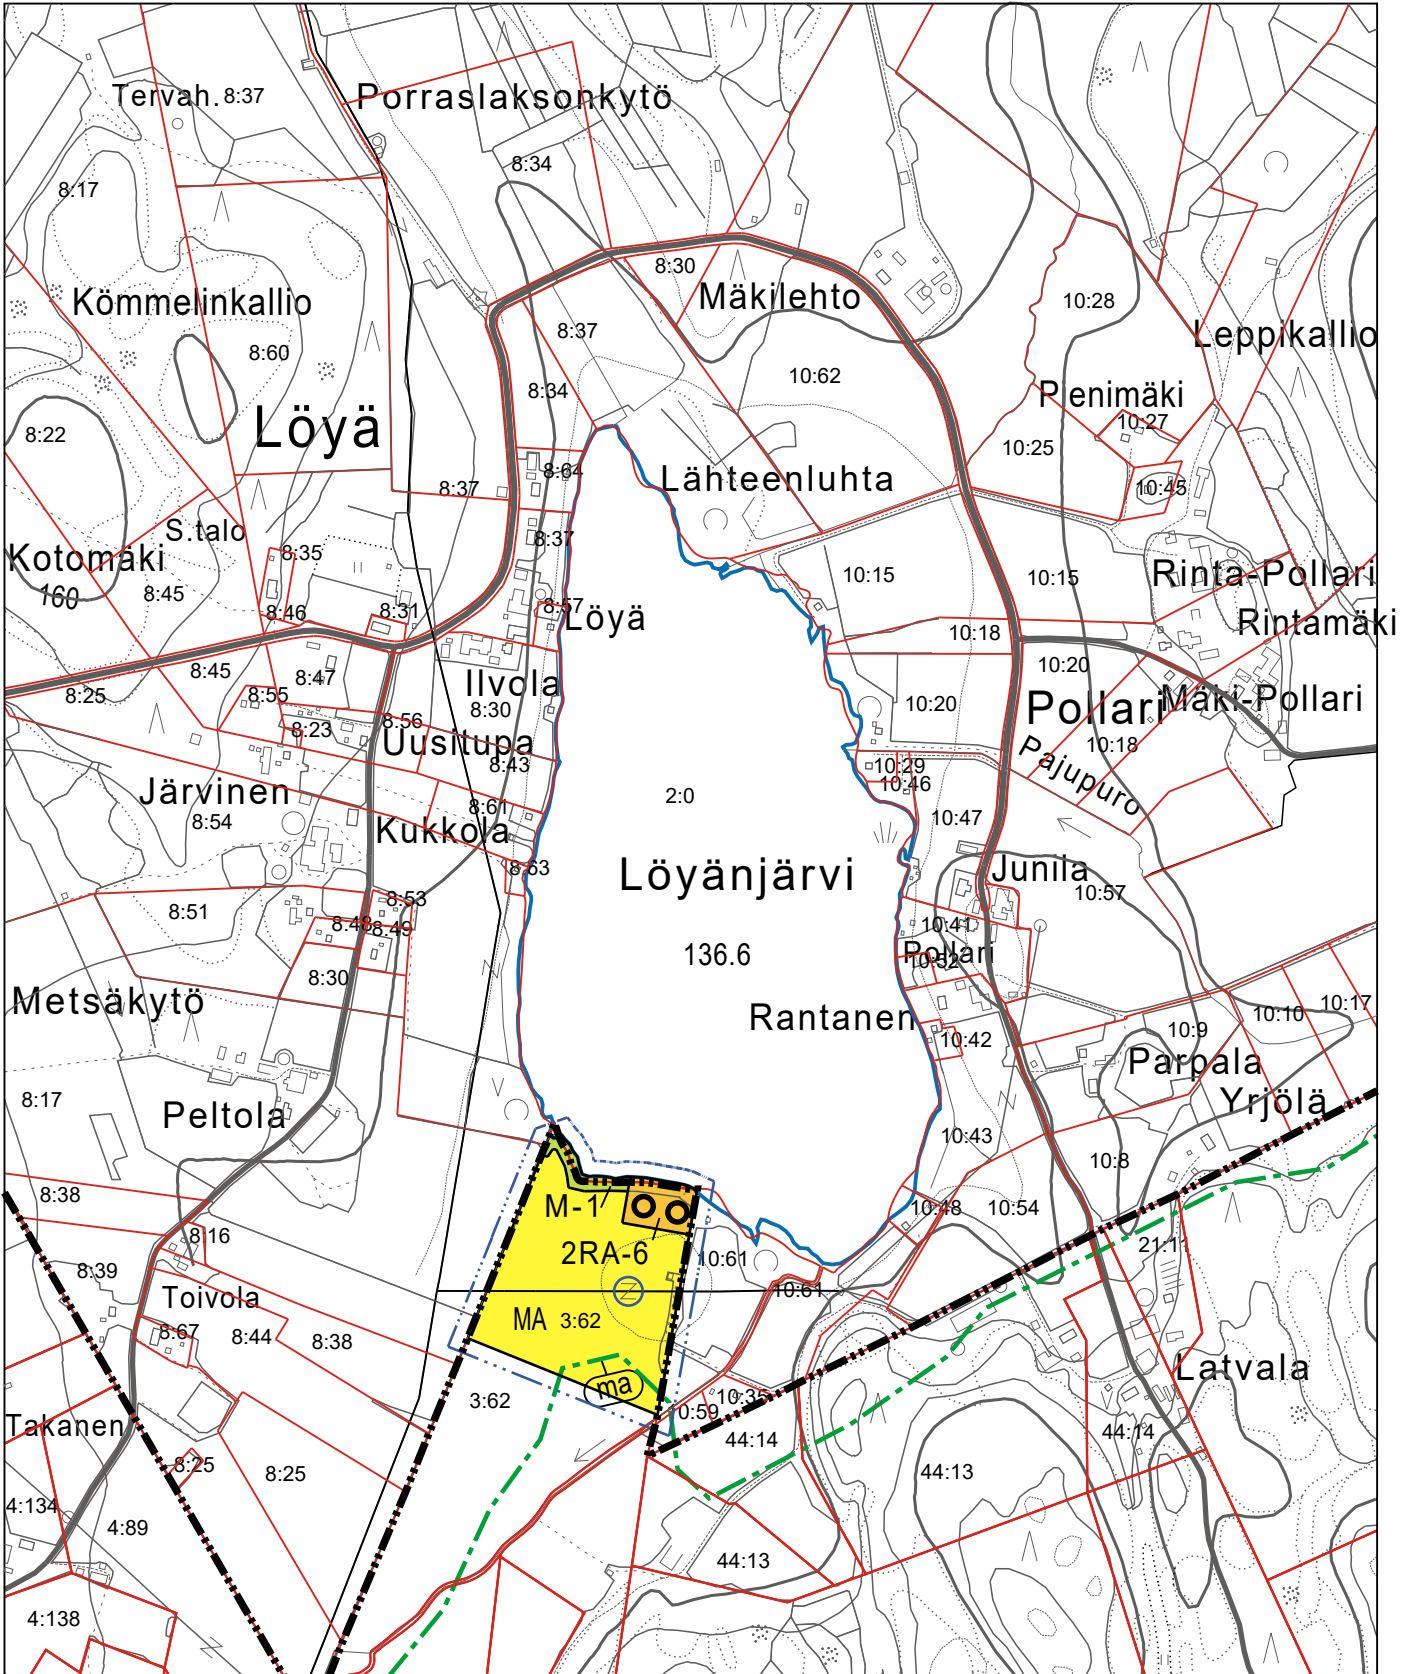 Tervah. 8:37
Porraslaksonkytö
8:34
8:17
8:30
Mäkilehto
10:28
Kömmelinkallio
8:37
Leppikallio
8:60
8:34
10:62
Pienimäki
10:27
Löyä
8:22
10:25
8:64
Lähteenluhta
8:37
10:45
S.talo
8:35
8:37
Kotomäki
160
8:45
10:15
10:15
Rinta-Pollari
8:46
8:31
8:57
Löyä
10:18
Rintamäki
8:45
8:47
10:20
8:25
8:55
Ilvola
8:30
10:20
Pollari
Mäki-Pollari
8:23
8:56
Uusitupa
8:43
10:18
Pajupuro
10:29
10:46
Järvinen
8:54
2:0
8:61
Kukkola
10:47
8:63
Löyänjärvi
Junila
10:57
8:51
8:53
8:48
8:49
10:41
Pollari
10:52
136.6
8:30
Metsäkytö
Rantanen
10:42
10:9
10:10
10:17
Parpala
8:17
Peltola
Yrjölä
10:43
10:8
8:38
M-1
10:48
10:54
8:16
2RA-6
10:61
21:11
8:39
Toivola
10:61
8:67
8:44
8:38
MA 3:62
Latvala
3:62
ma
10:35
0:59
Takanen
44:14
44:14
8:25
8:25
44:13
4:134
4:89
44:13
4:138